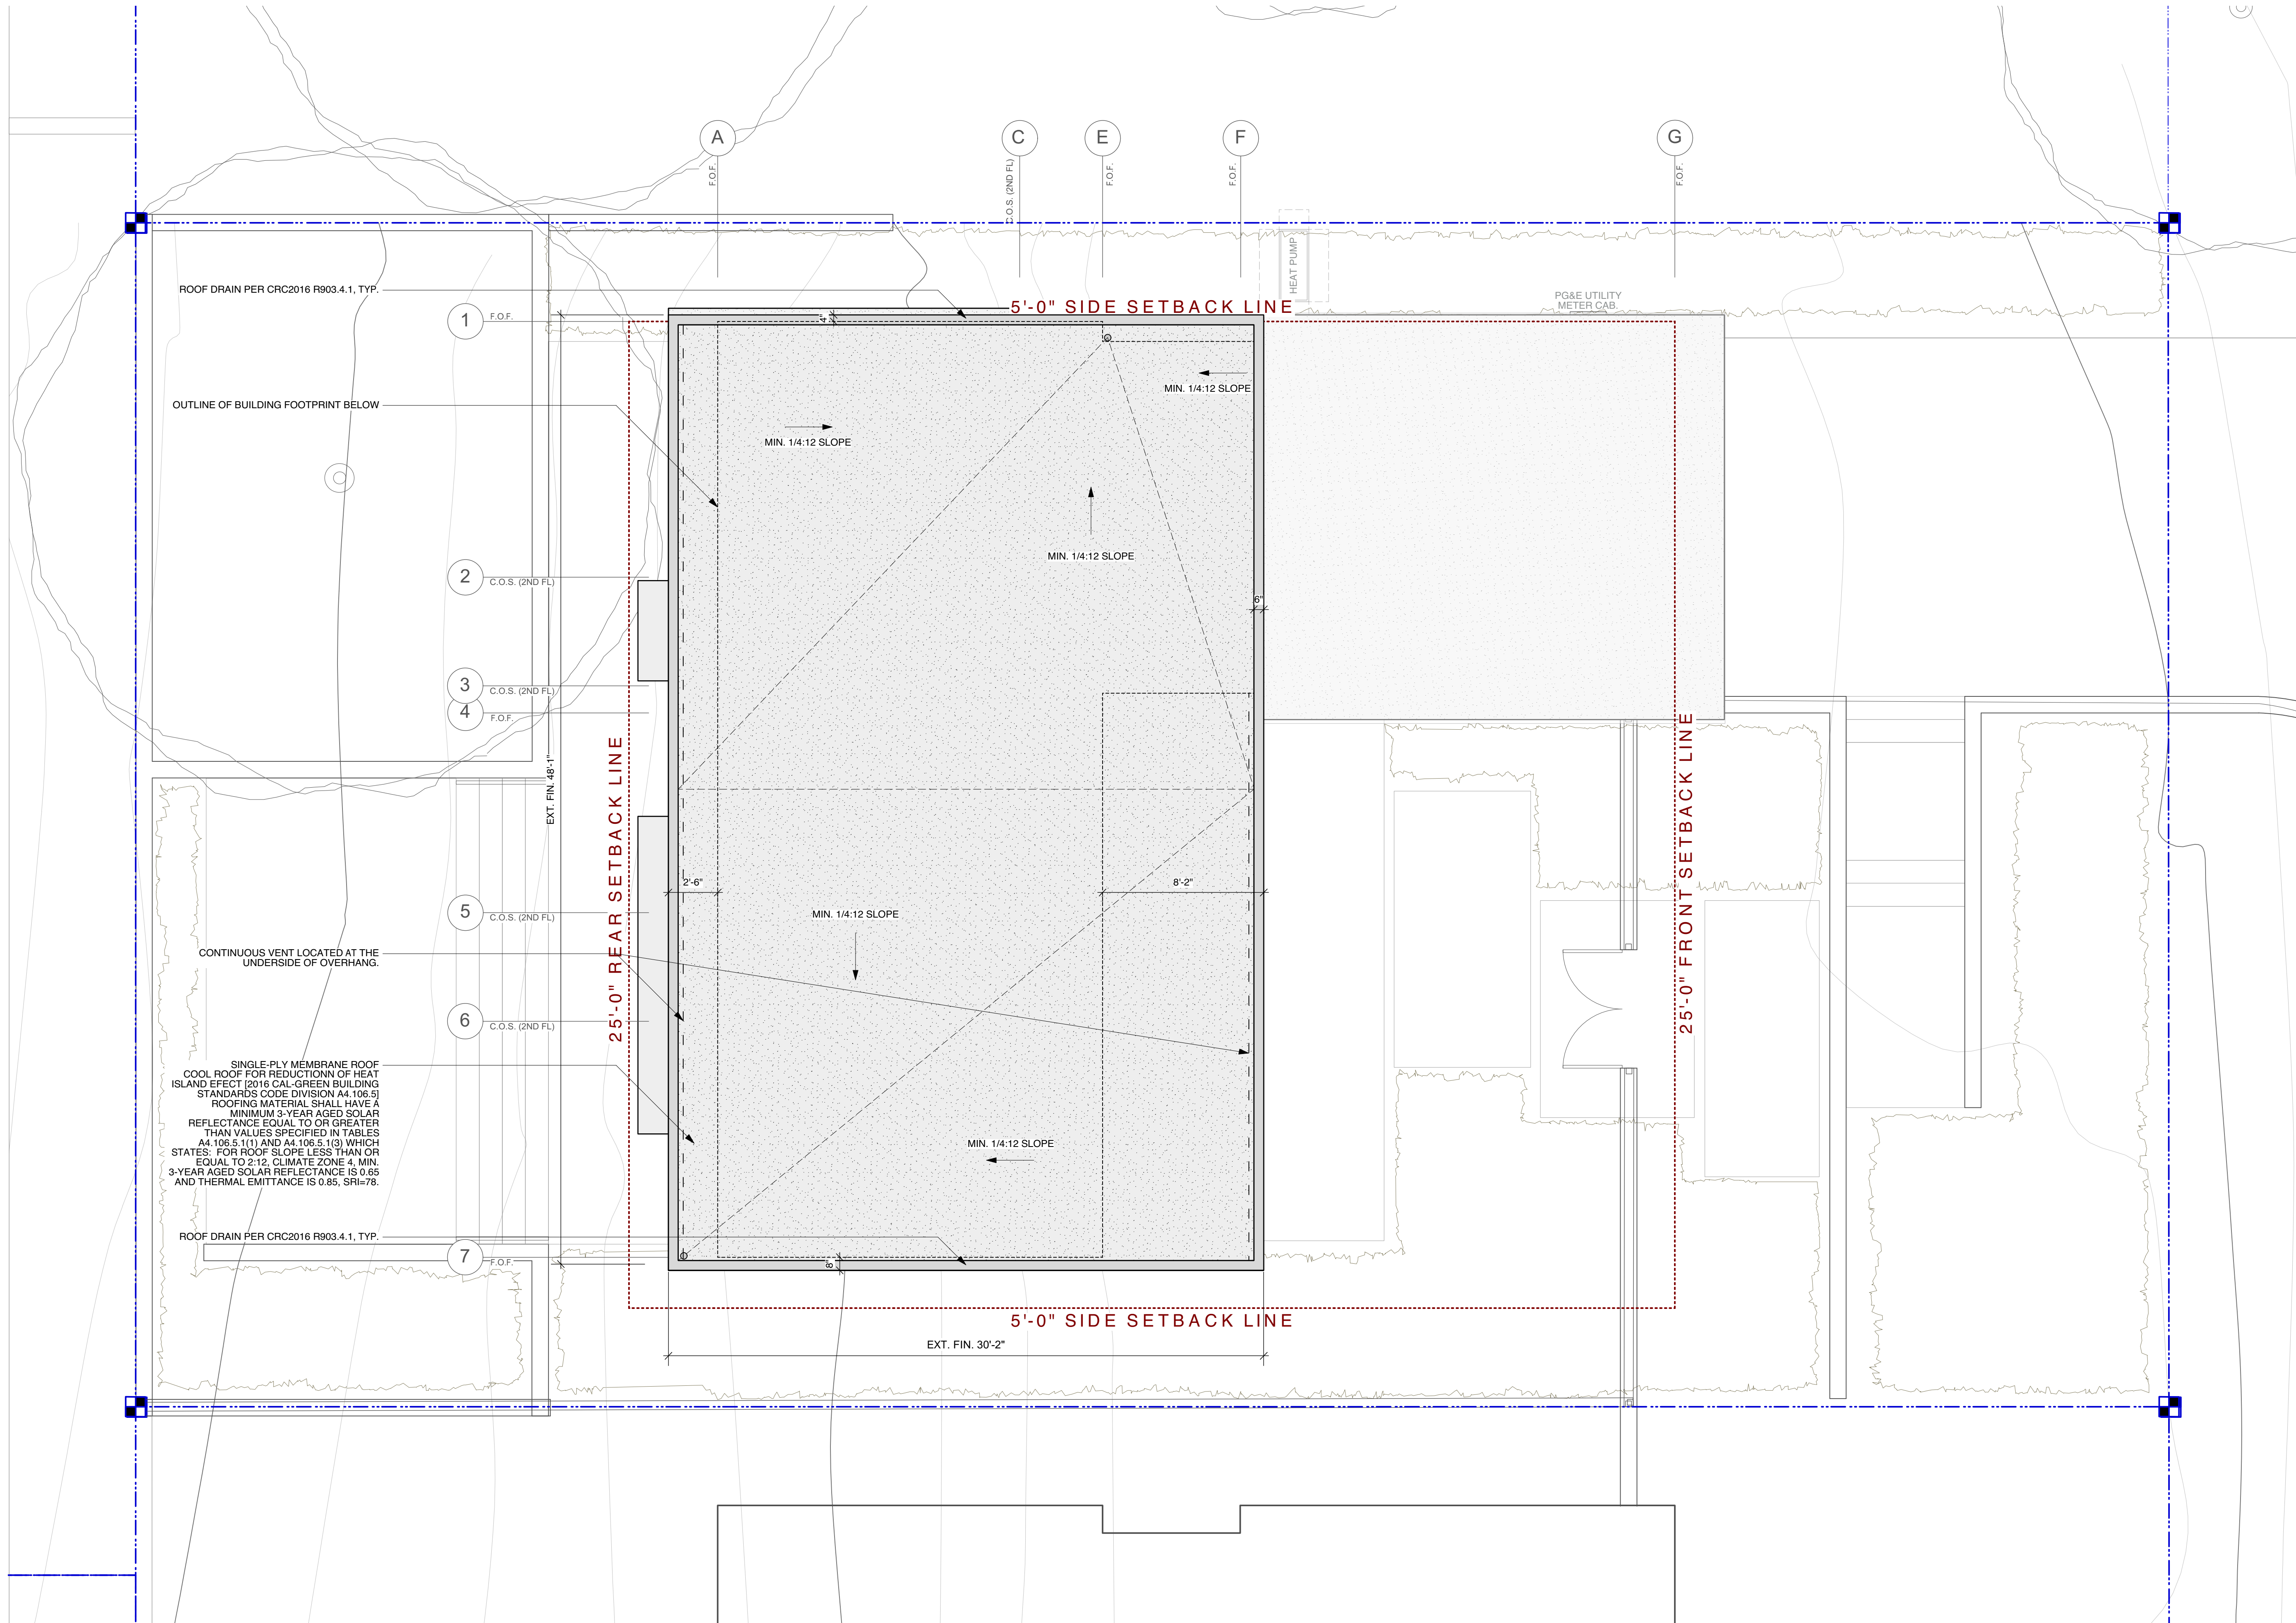 A
C
E
F
G
F.O.F.
C.O.S. (2ND FL)
F.O.F.
F.O.F.
F.O.F.
HEAT PUMP
ROOF DRAIN PER CRC2016 R903.4.1, TYP.
5'-0" SIDE SETBACK LINE
PG&E UTILITY
METER CAB.
1
F.O.F.
4"
MIN. 1/4:12 SLOPE
OUTLINE OF BUILDING FOOTPRINT BELOW
MIN. 1/4:12 SLOPE
MIN. 1/4:12 SLOPE
2
C.O.S. (2ND FL)
6"
3
C.O.S. (2ND FL)
4
F.O.F.
EXT. FIN. 48'-1"
25'-0" REAR SETBACK LINE
25'-0" FRONT SETBACK LINE
2'-6"
8'-2"
5
C.O.S. (2ND FL)
MIN. 1/4:12 SLOPE
CONTINUOUS VENT LOCATED AT THE
UNDERSIDE OF OVERHANG.
6
C.O.S. (2ND FL)
SINGLE-PLY MEMBRANE ROOF
COOL ROOF FOR REDUCTIONN OF HEAT
ISLAND EFECT [2016 CAL-GREEN BUILDING
STANDARDS CODE DIVISION A4.106.5]
ROOFING MATERIAL SHALL HAVE A
MINIMUM 3-YEAR AGED SOLAR
REFLECTANCE EQUAL TO OR GREATER
THAN VALUES SPECIFIED IN TABLES
A4.106.5.1(1) AND A4.106.5.1(3) WHICH
STATES: FOR ROOF SLOPE LESS THAN OR
EQUAL TO 2:12, CLIMATE ZONE 4, MIN.
3-YEAR AGED SOLAR REFLECTANCE IS 0.65
AND THERMAL EMITTANCE IS 0.85, SRI=78.
MIN. 1/4:12 SLOPE
ROOF DRAIN PER CRC2016 R903.4.1, TYP.
7
F.O.F.
8"
5'-0" SIDE SETBACK LINE
EXT. FIN. 30'-2"